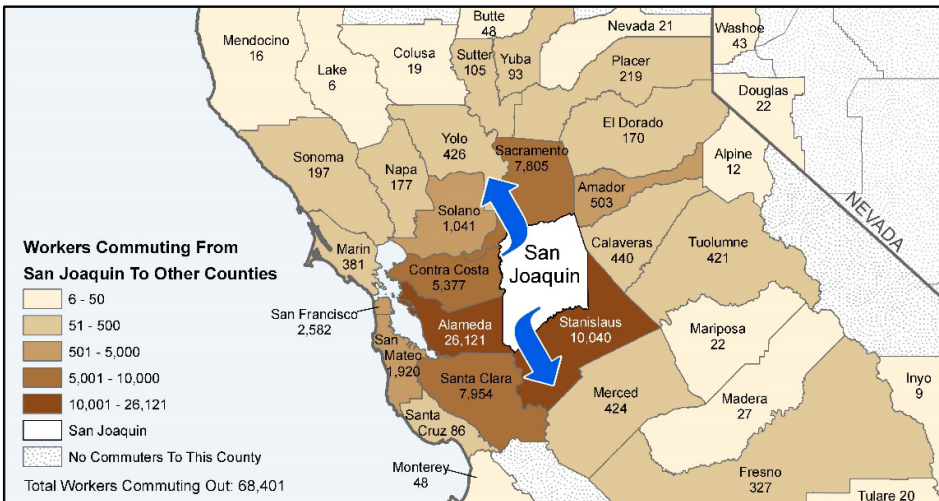 Mendocino
16
Lake
6
Colusa
19
Butte
48
Sutter
105
Yuba
93
Nevada 21
Placer
219
Washoe
43
Douglas
22
El Dorado
170
Alpine
12
NEVADA
Sonoma
197
Napa
177
Yolo
426
Sacramento
7,805
Amador
503
Solano
1,041
Marin
381
Contra Costa
5,377
San
Joaquin
Calaveras
440
Tuolumne
421
San Francisco
2,582
Alameda
26,121
Stanislaus
10,040
Mariposa
22
San
Mateo
1,920
Santa Clara
7,954
Merced
424
Madera
27
Inyo
9
Santa
Cruz 86
Monterey
48
Fresno
327
Tulare 20
Workers Commuting From
San Joaquin To Other Counties
6 - 50
51 - 500
501 - 5,000
5,001 - 10,000
10,001 - 26,121
San Joaquin
No Commuters To This County
Total Workers Commuting Out: 68,401